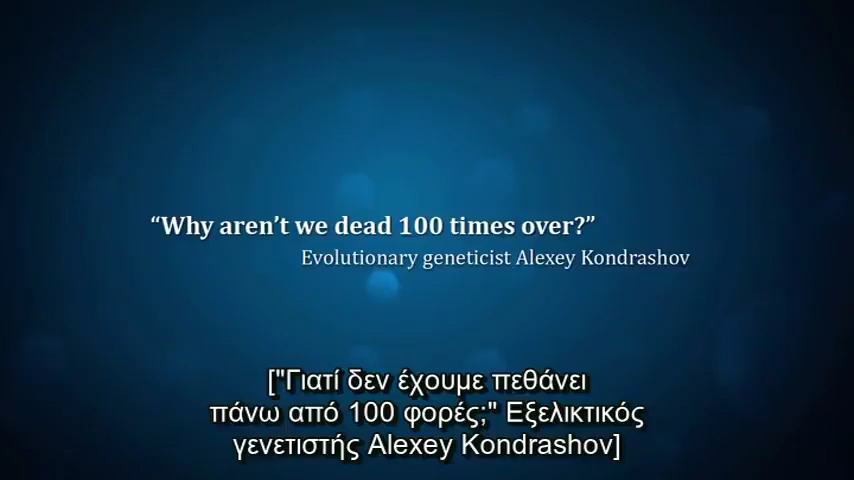 “Why aren’t we dead 100 times over?”
Evolutionary geneticist Alexey Kondrashov
["Γιατί δεν έχουμε πεθάνει
πάνω από 100 φορές;" Εξελικτικός
γενετιστής Alexey Kondrashov]